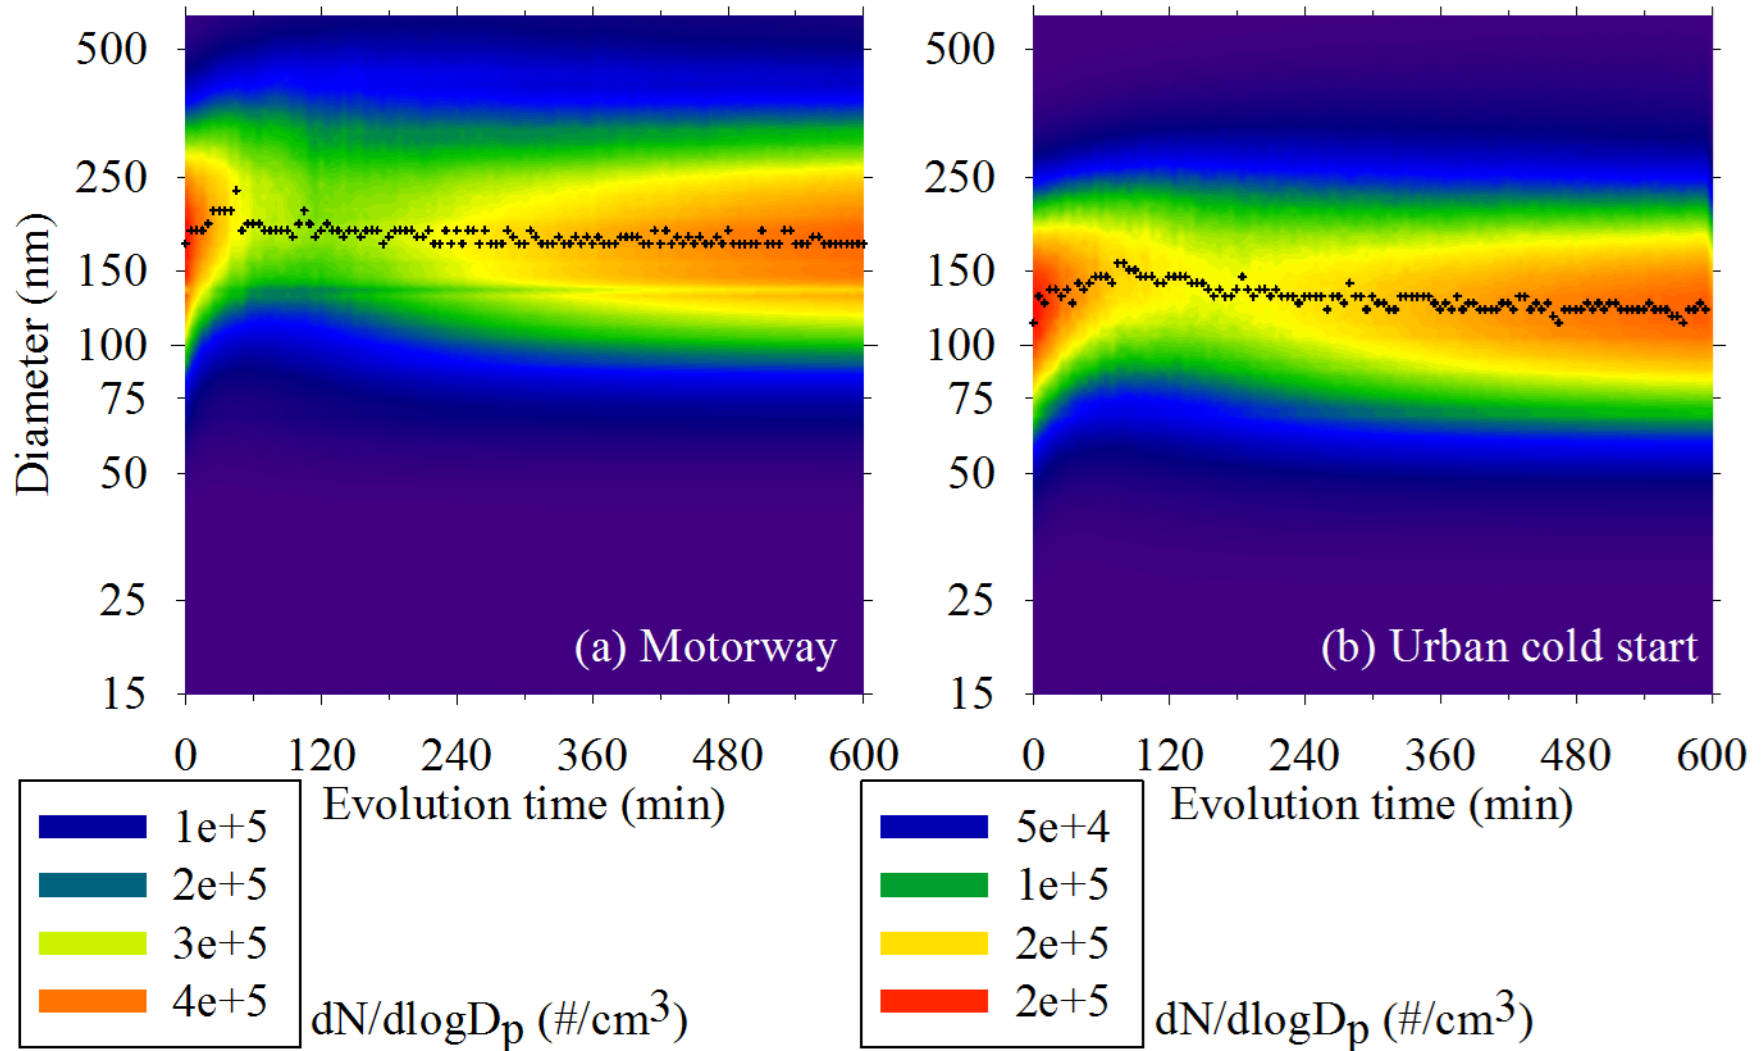 500
250
150
100
75
50
25
15
Diameter (nm)
(a) Motorway
0 120 240 360 480 600
Evolution time (min)
1e+5
2e+5
3e+5
4e+5
dN/dlogDp (#/cm3)
500
250
150
100
75
50
25
15
(b) Urban cold start
0 120 240 360 480 600
Evolution time (min)
5e+4
1e+5
2e+5
2e+5
dN/dlogDp (#/cm3)